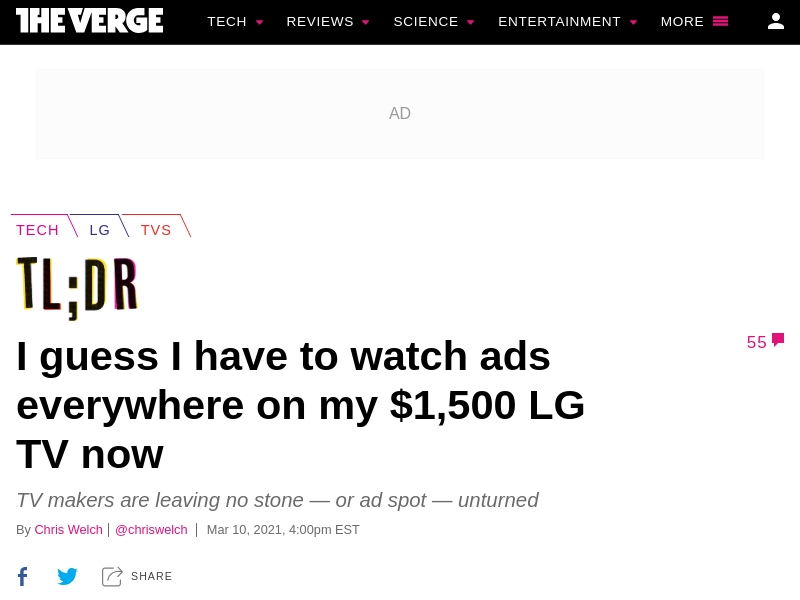 THE VERGE
TECH REVIEWS SCIENCE ENTERTAINMENT MORE
AD
TECH LG TVS
TL;DR
I guess I have to watch ads
everywhere on my $1,500 LG
TV now
55
TV makers are leaving no stone — or ad spot — unturned
By Chris Welch | @chriswelch | Mar 10, 2021, 4:00pm EST
SHARE